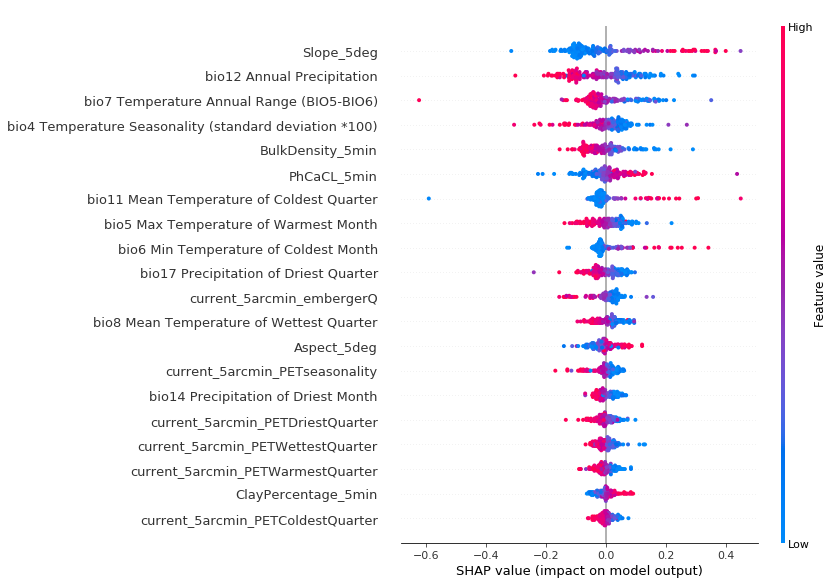 High
Slope_5deg
bio12 Annual Precipitation
bio7 Temperature Annual Range (BIO5-BIO6)
bio4 Temperature Seasonality (standard deviation *100)
BulkDensity_5min
PhCaCL_5min
bio11 Mean Temperature of Coldest Quarter
bio5 Max Temperature of Warmest Month
bio6 Min Temperature of Coldest Month
bio17 Precipitation of Driest Quarter
current_5arcmin_embergerQ
bio8 Mean Temperature of Wettest Quarter
Aspect_5deg
current_5arcmin_PETseasonality
bio14 Precipitation of Driest Month
current_5arcmin_PETDriestQuarter
current_5arcmin_PETWettestQuarter
current_5arcmin_PETWarmestQuarter
ClayPercentage_5min
current_5arcmin_PETColdestQuarter
Feature value
Low
−0.6 −0.4 −0.2 0.0 0.2 0.4
SHAP value (impact on model output)